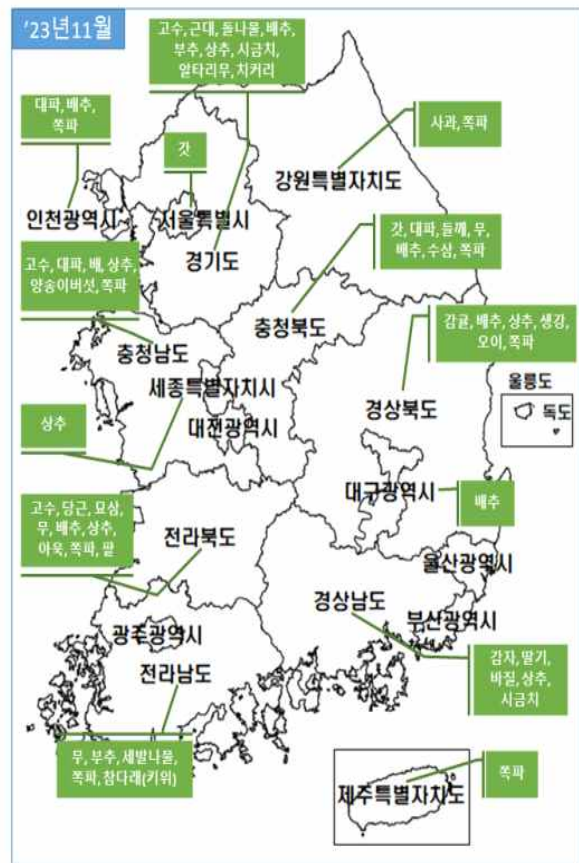 '23년11월
고수, 근대, 돌나물, 배추,
부추, 상추, 시금치,
알타리무, 치커리
대파, 배추,
쪽파
갓
사과, 쪽파
강원특별자치도
인천광역시
서울특별시
경기도
갓, 대파, 들깨, 무,
배추, 수삼, 쪽파
고수, 대파, 배, 상추,
양송이버섯, 쪽파
충청북도
감귤, 배추, 상추, 생강,
오이, 쪽파
충청남도
세종특별자치시
울릉도
독도
경상북도
상추
대전광역시
대구광역시
배추
고수, 당근, 묘삼,
무, 배추, 상추,
아욱, 쪽파, 팥
전라북도
울산광역시
경상남도
부산광역시
광주광역시
전라남도
감자, 딸기,
바질, 상추,
시금치
무, 부추, 세발나물,
쪽파, 참다래(키위)
쪽파
제주특별자치도